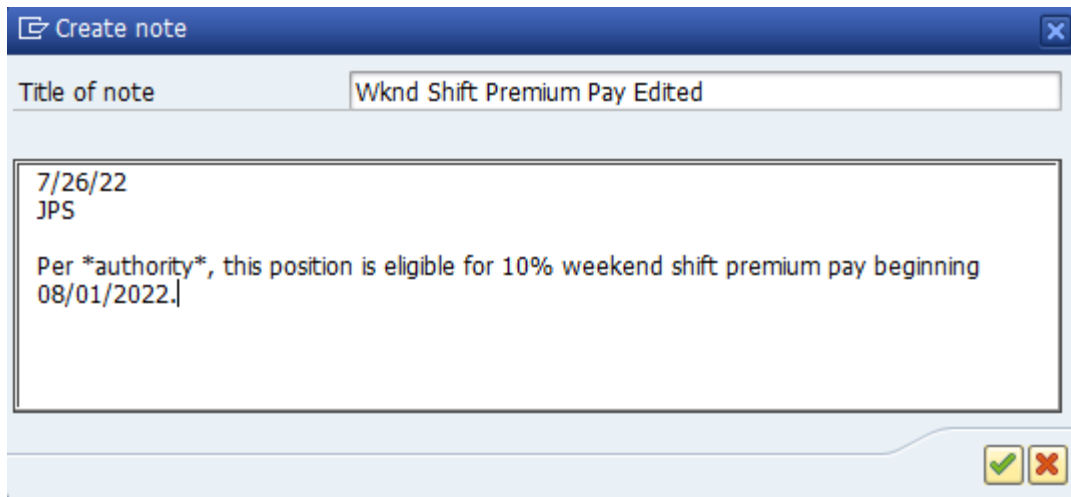 Create note
Title of note Wknd Shift Premium Pay Edited
7/26/22
JPS
Per *authority*, this position is eligible for 10% weekend shift premium pay beginning
08/01/2022.